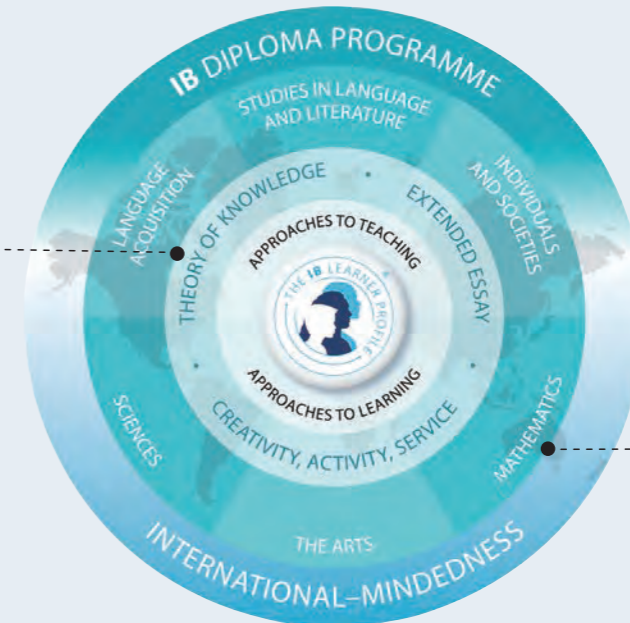 IB DIPLOMA PROGRAMME
STUDIES IN LANGUAGE
AND LITERATURE
LANGUAGE
ACQUISITION
INDIVIDUALS
AND SOCIETIES
THEORY OF KNOWLEDGE
EXTENDED ESSAY
APPROACHES TO TEACHING
THE IB LEARNER PROFILE
®
APPROACHES TO LEARNING
CREATIVITY, ACTIVITY, SERVICE
SCIENCES
MATHEMATICS
THE ARTS
INTERNATIONAL–MINDEDNESS